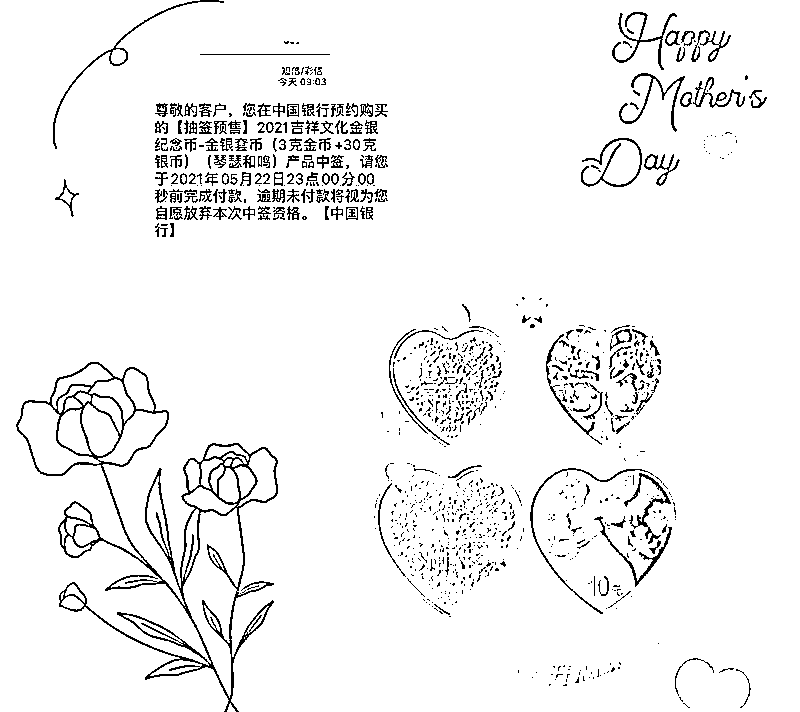 短信/彩信
今天 09:03
尊敬的客户，您在中国银行预约购买
的【抽签预售】2021吉祥文化金银
纪念币-金银套币（3克金币+30克
银币）（琴瑟和鸣）产品中签，请您
于2021年05月22日23点00分00
秒前完成付款，逾期未付款将视为您
自愿放弃本次中签资格。【中国银
行】
Happy
Mother's
Day
10元